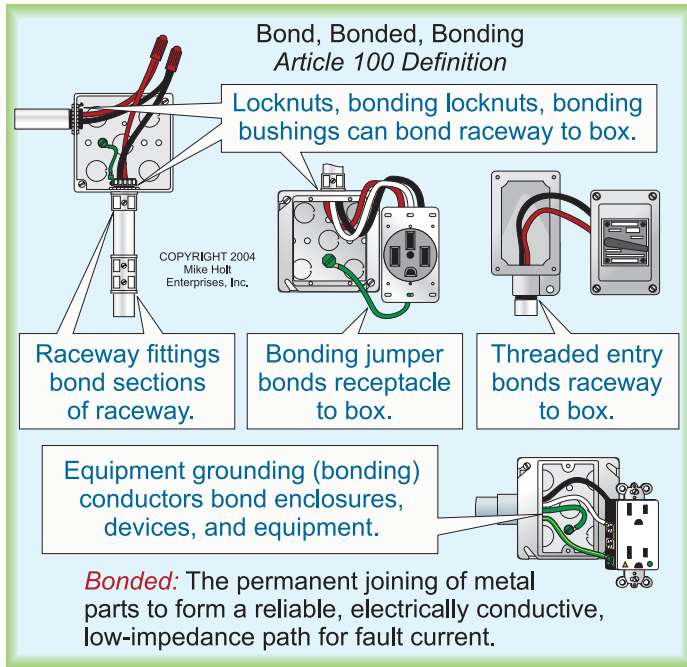 Bond, Bonded, Bonding
Article 100 Definition
Locknuts, bonding locknuts, bonding
bushings can bond raceway to box.
COPYRIGHT 2004
Mike Holt
Enterprises, Inc.
Raceway fittings
bond sections
of raceway.
Bonding jumper
bonds receptacle
to box.
Threaded entry
bonds raceway
to box.
Equipment grounding (bonding)
conductors bond enclosures,
devices, and equipment.
Bonded: The permanent joining of metal
parts to form a reliable, electrically conductive,
low-impedance path for fault current.